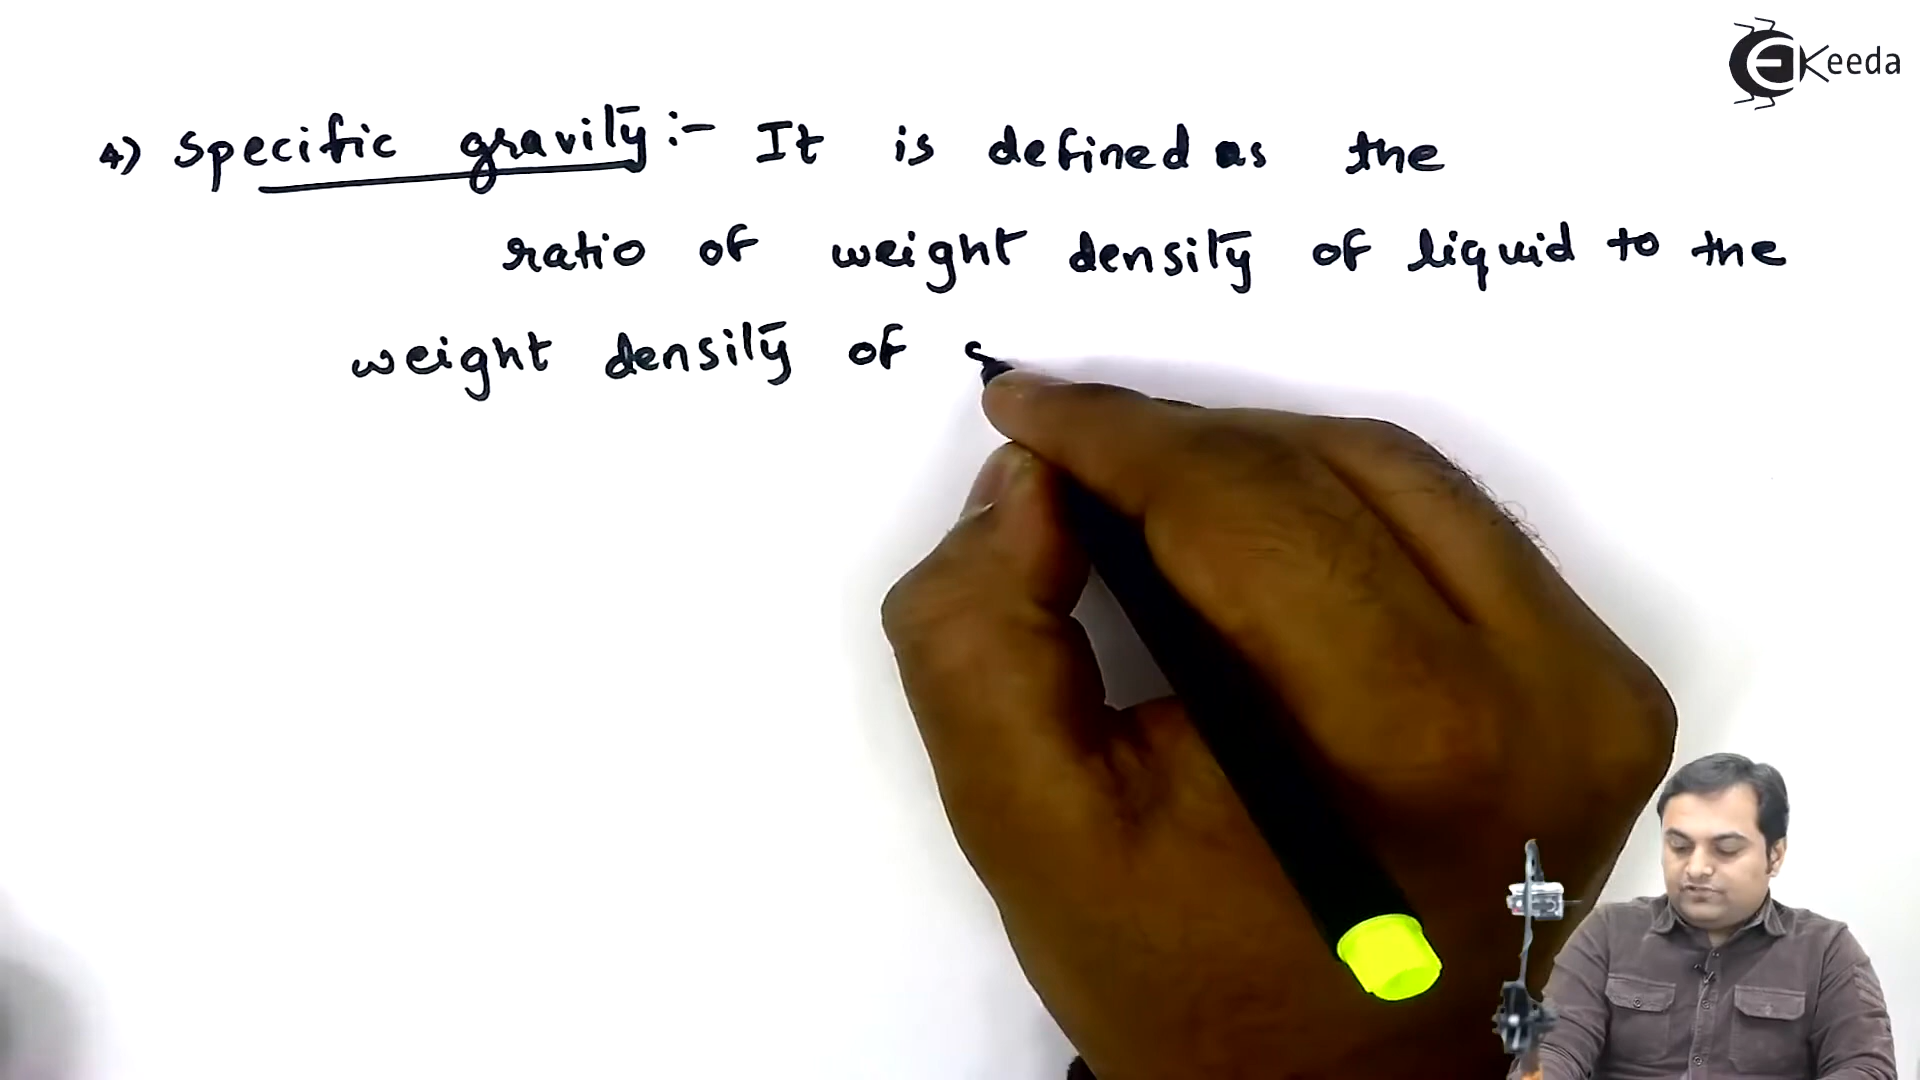 Keeda
4) Specific gravity :- It is defined as the
ratio of weight density of liquid to the
weight density of s